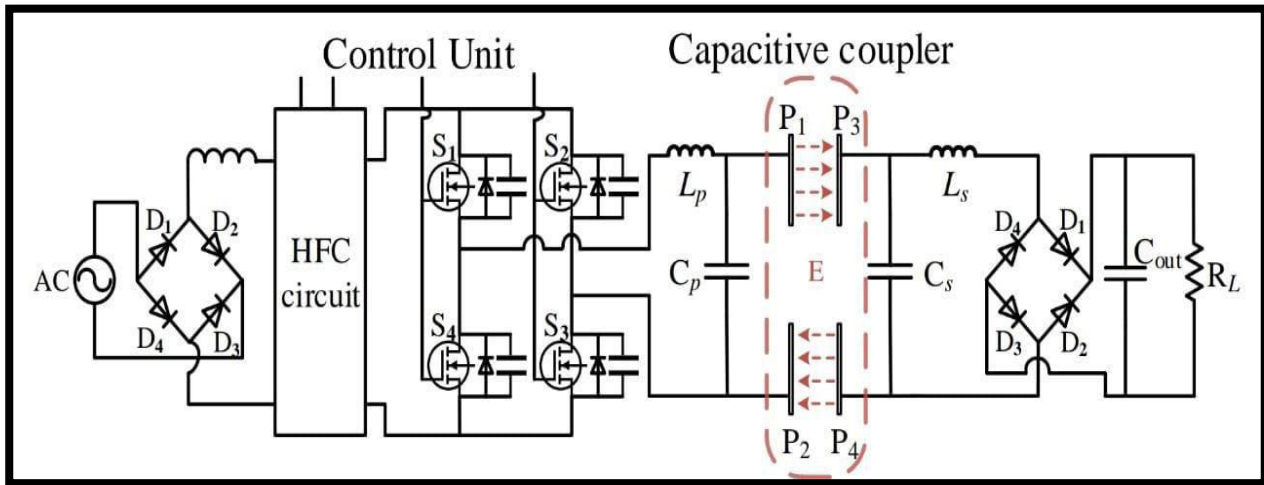 Control Unit
Capacitive coupler
P₁ P₃
S₁ S₂
Lₚ Lₛ
D₁ D₂
D₄ D₁
HFC
circuit
AC
Cₚ E Cₛ
Cout
R_L
D₄ D₃
S₄ S₃
D₃ D₂
P₂ P₄